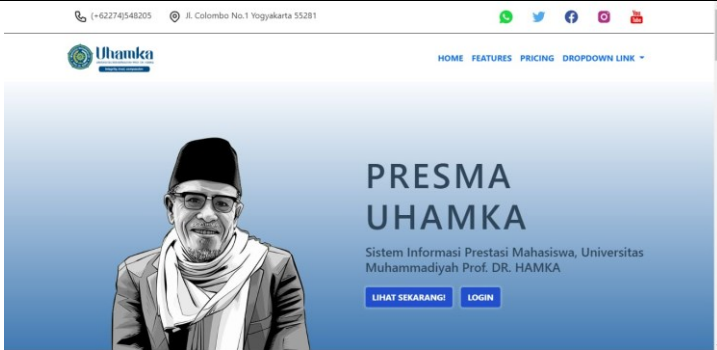 (+62274)548205
Jl. Colombo No.1 Yogyakarta 55281
Uhamka
HOME FEATURES PRICING DROPDOWN LINK
PRESMA
UHAMKA
Sistem Informasi Prestasi Mahasiswa, Universitas
Muhammadiyah Prof. DR. HAMKA
LIHAT SEKARANG! LOGIN